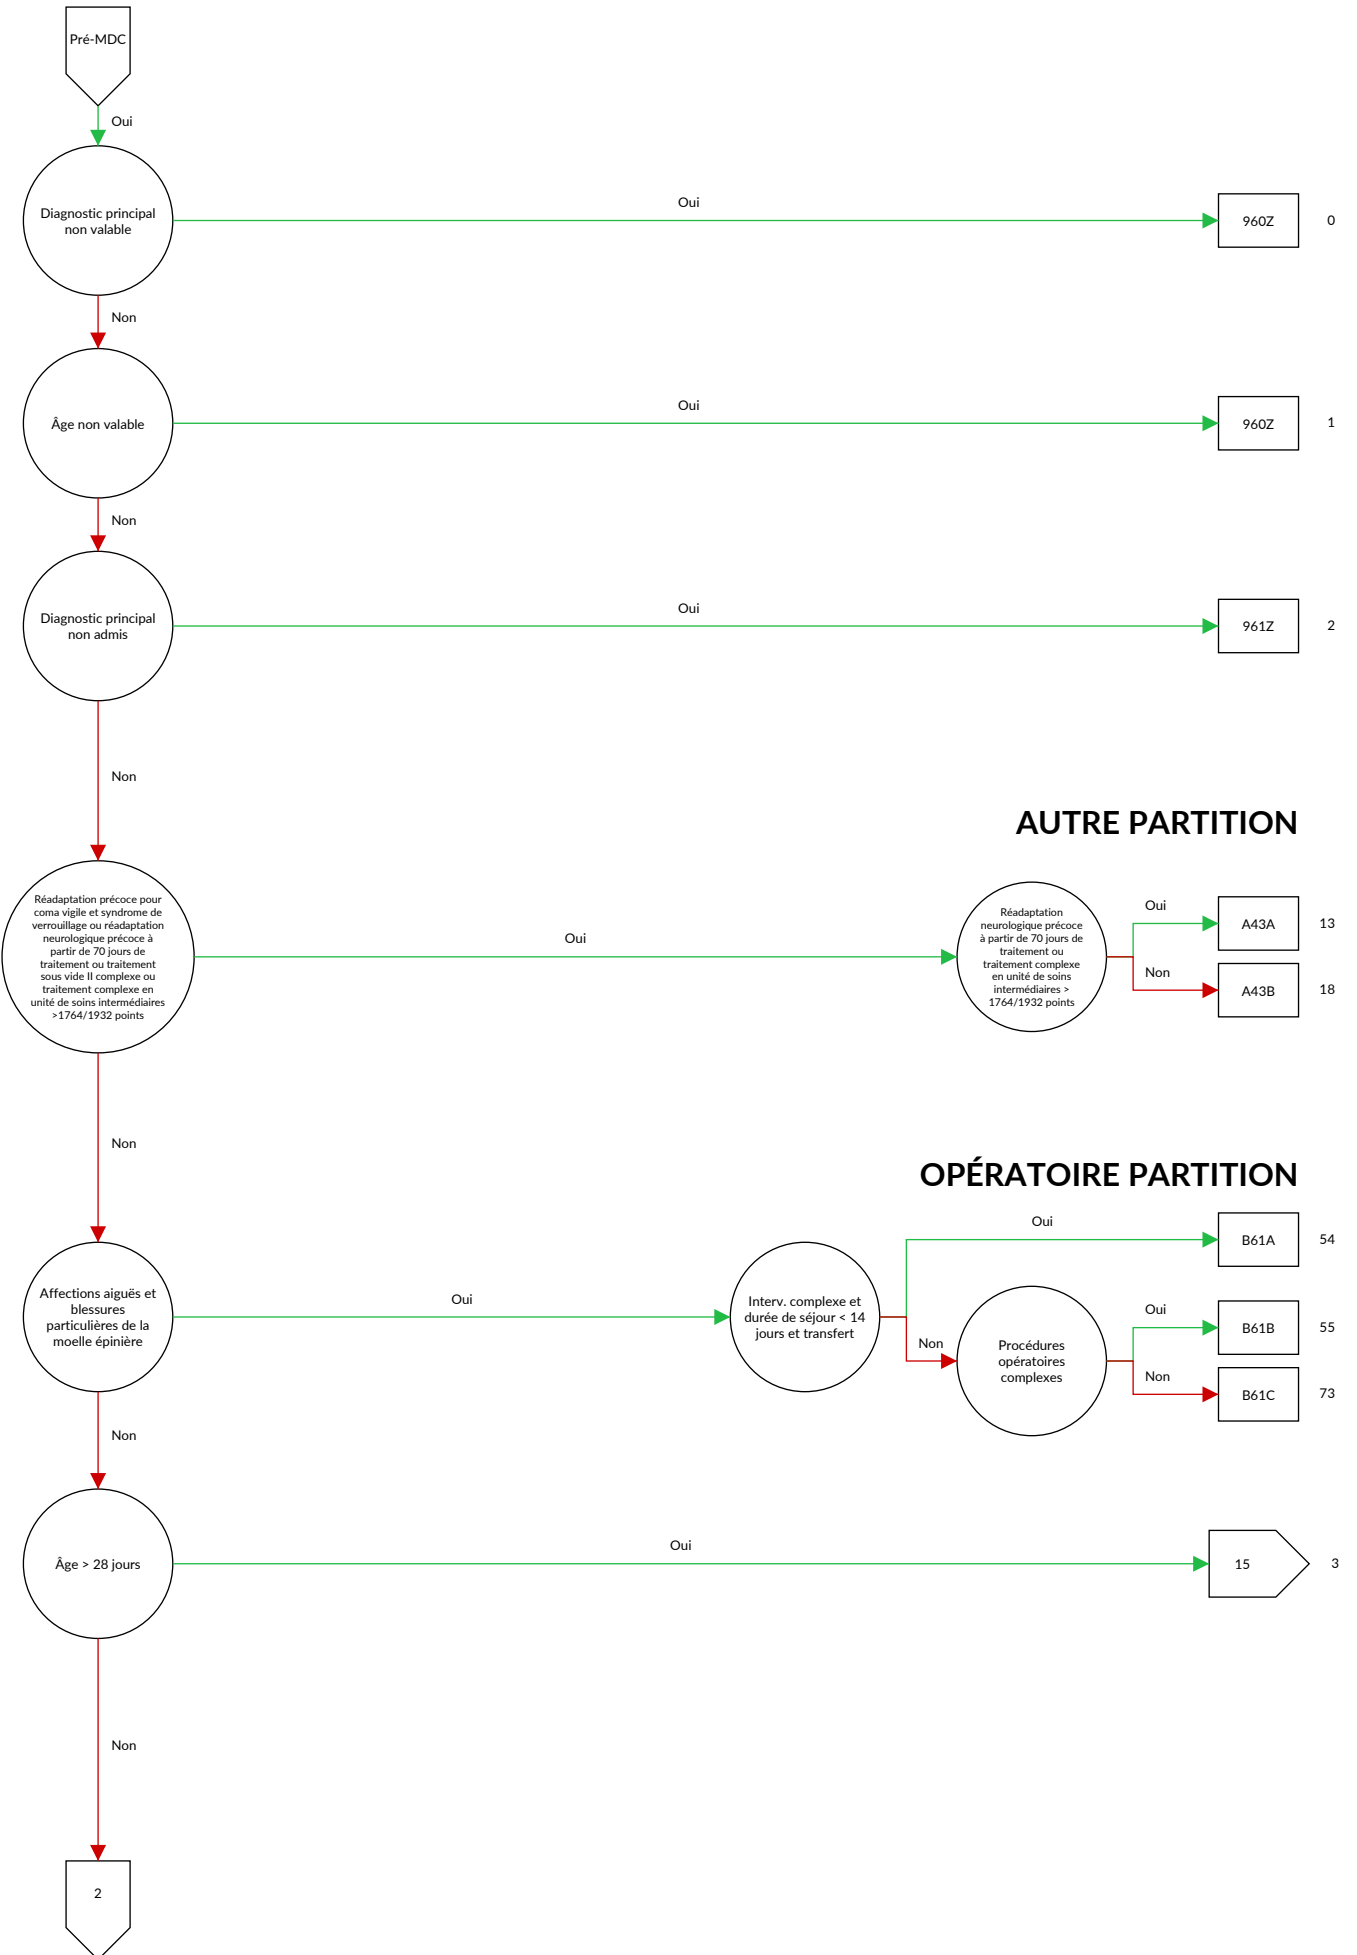 Pré-MDC
Oui
Diagnostic principal
non valable
Oui
960Z
0
Non
Âge non valable
Oui
960Z
1
Non
Diagnostic principal
non admis
Oui
961Z
2
Non
AUTRE PARTITION
Réadaptation précoce pour
coma vigile et syndrome de
verrouillage ou réadaptation
neurologique précoce à
partir de 70 jours de
traitement ou traitement
sous vide II complexe ou
traitement complexe en
unité de soins intermédiaires
>1764/1932 points
Oui
Réadaptation
neurologique précoce
à partir de 70 jours de
traitement ou
traitement complexe
en unité de soins
intermédiaires >
1764/1932 points
Oui
A43A
13
Non
A43B
18
Non
OPÉRATOIRE PARTITION
Affections aiguës et
blessures
particulières de la
moelle épinière
Oui
Interv. complexe et
durée de séjour < 14
jours et transfert
Oui
B61A
54
Non
Procédures
opératoires
complexes
Oui
B61B
55
Non
B61C
73
Non
Âge > 28 jours
Oui
15
3
Non
2